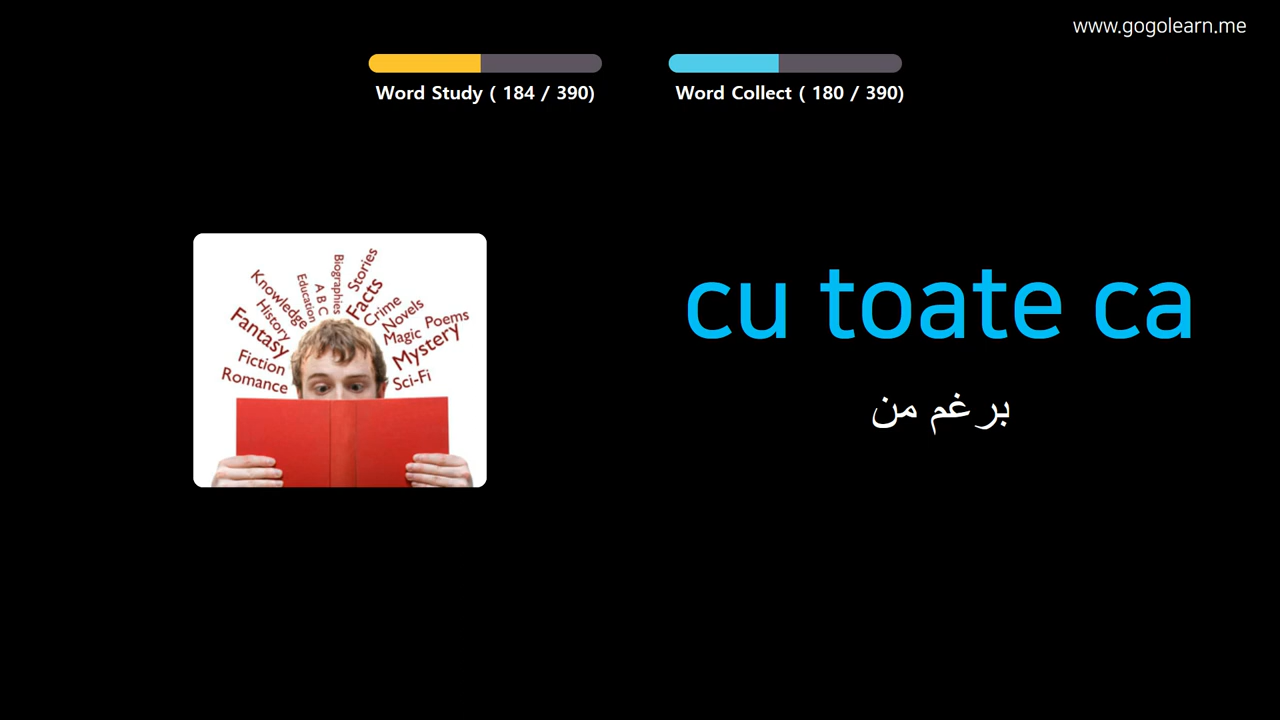 www.gogolearn.me
Word Study ( 184 / 390)
Word Collect ( 180 / 390)
Knowledge
History
Fantasy
Fiction
Romance
Education
A B C
Biographies
Stories
Facts
Crime
Novels
Magic
Poems
Mystery
Sci-Fi
cu toate ca
برغم من